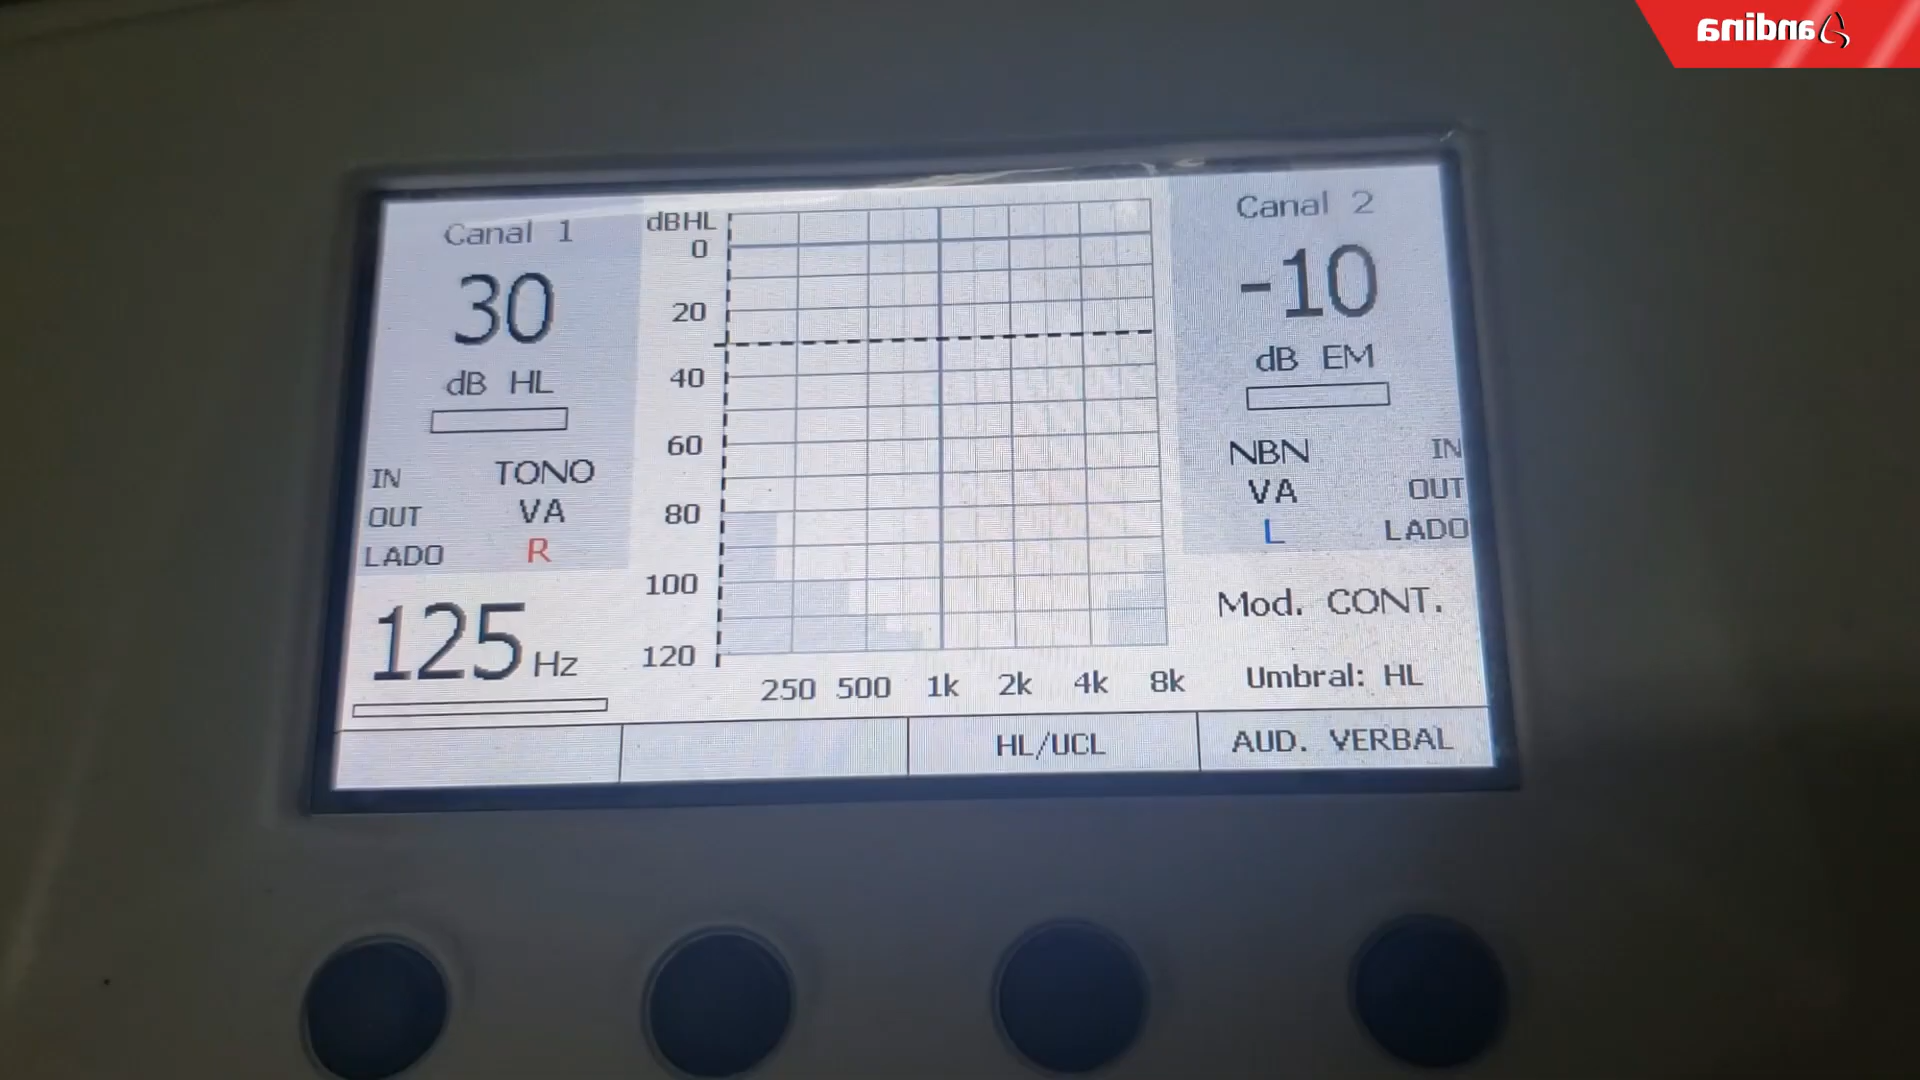 andina
Canal 1
30
dB HL
IN TONO
OUT VA
LADO R
125 Hz
dBHL
0
20
40
60
80
100
120
250 500 1k 2k 4k 8k
Canal 2
-10
dB EM
NBN IN
VA OUT
L LADO
Mod. CONT.
Umbral: HL
HL/UCL
AUD. VERBAL